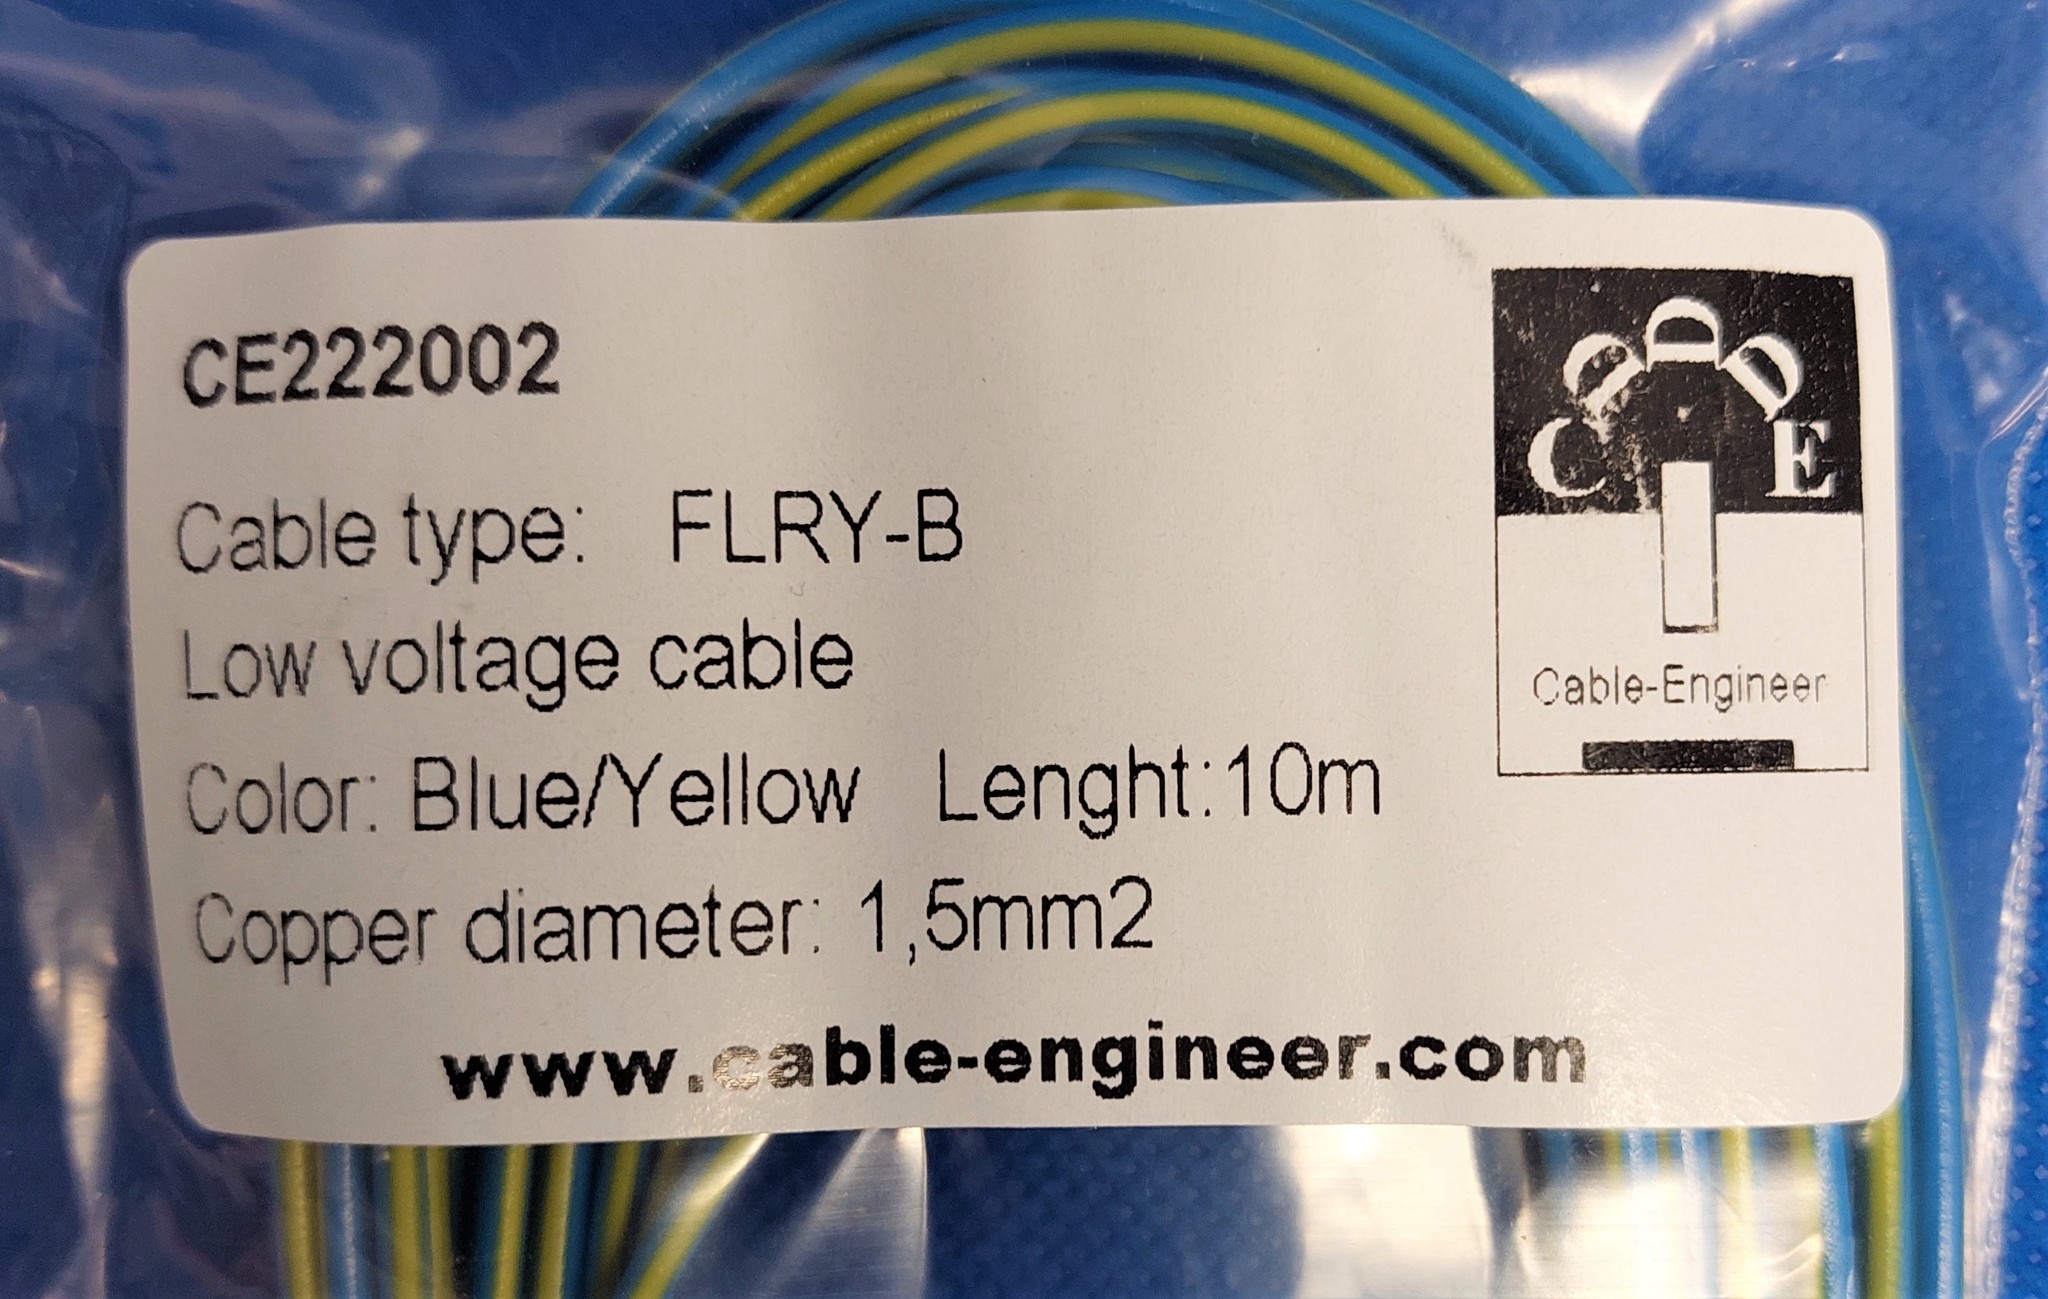 CE222002
Cable type: FLRY-B
Low voltage cable
Color: Blue/Yellow Lenght:10m
Copper diameter: 1,5mm2
www.cable-engineer.com
C E
Cable-Engineer